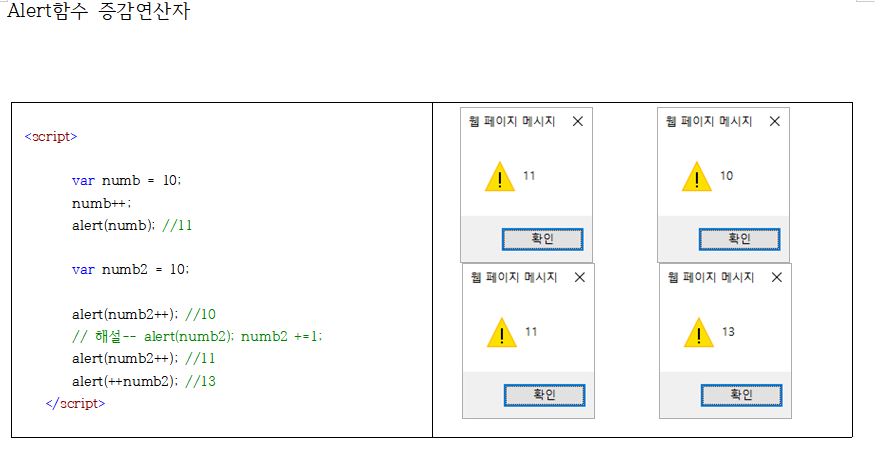 Alert함수 증감연산자
<script>
var numb = 10;
numb++;
alert(numb); //11
var numb2 = 10;
alert(numb2++); //10
// 해설-- alert(numb2); numb2 +=1;
alert(numb2++); //11
alert(++numb2); //13
</script>
웹 페이지 메시지
11
확인
웹 페이지 메시지
10
확인
웹 페이지 메시지
11
확인
웹 페이지 메시지
13
확인